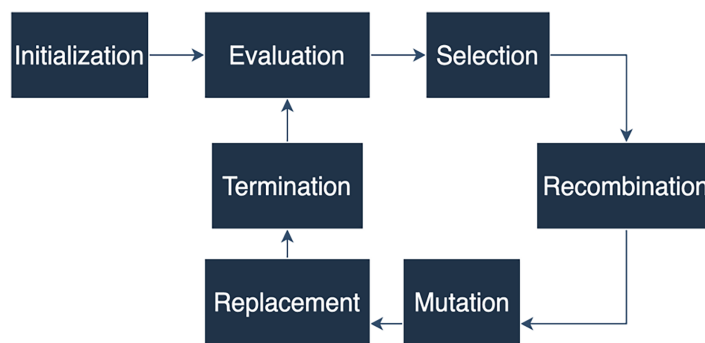 Initialization
Evaluation
Selection
Termination
Recombination
Replacement
Mutation